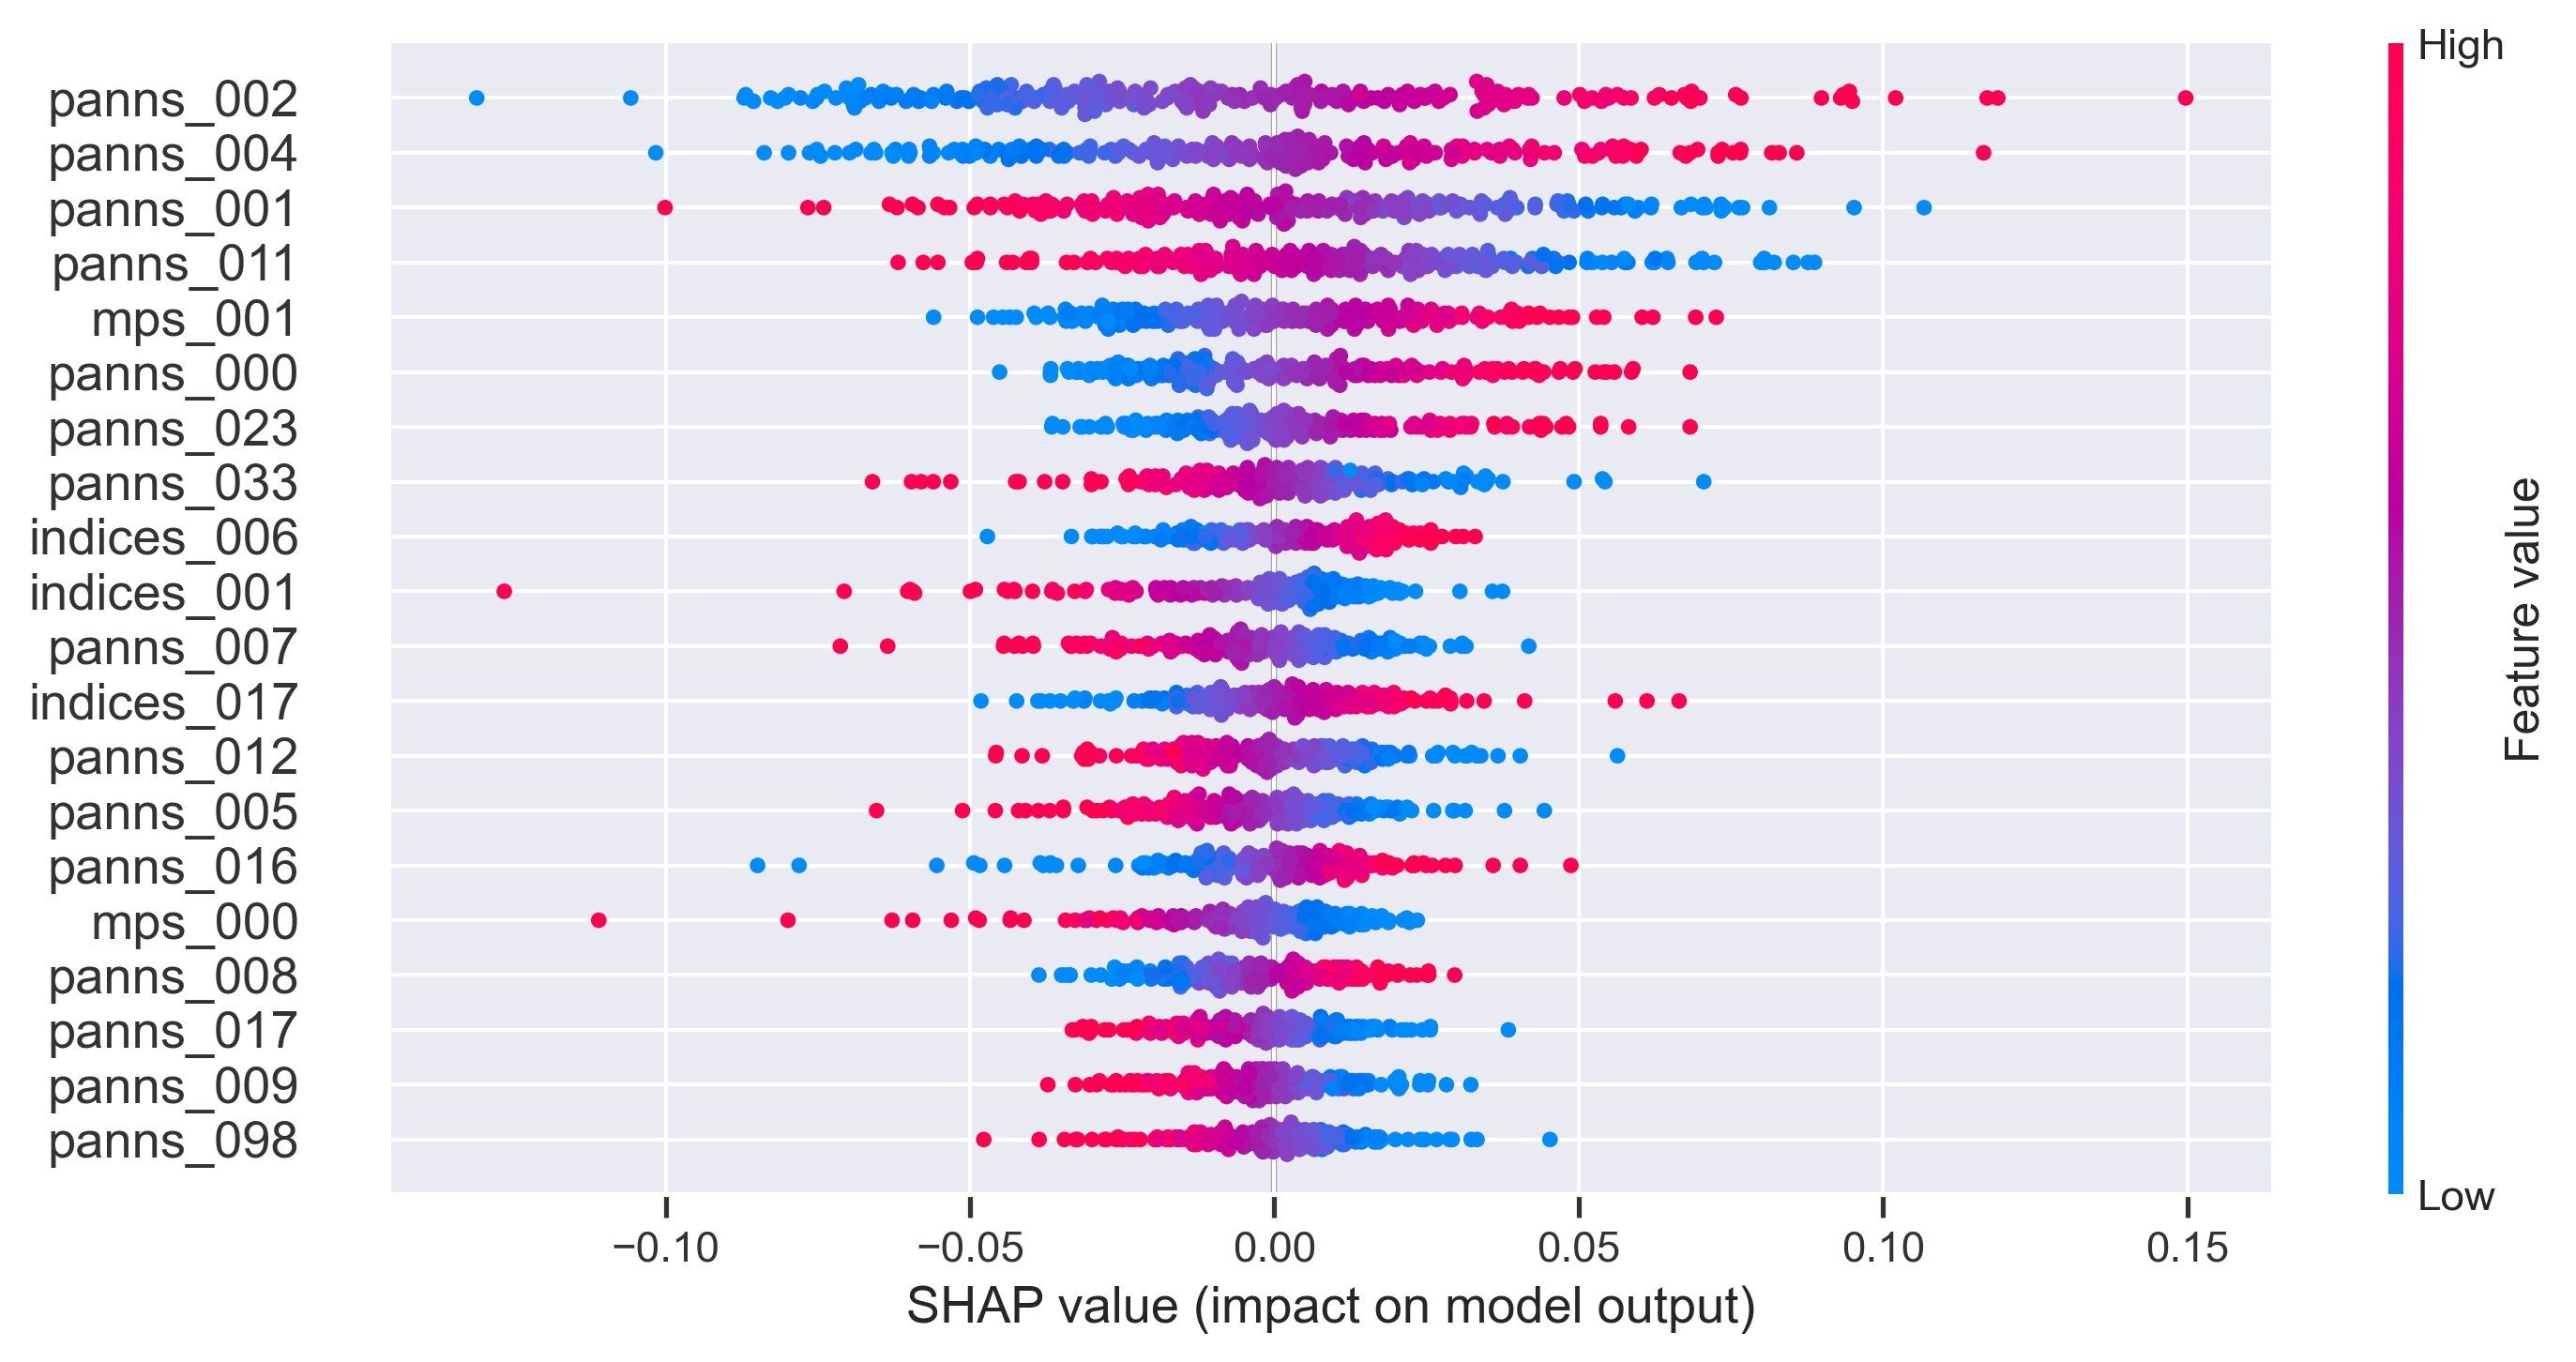 High
panns_002
panns_004
panns_001
panns_011
mps_001
panns_000
panns_023
panns_033
indices_006
indices_001
panns_007
indices_017
panns_012
panns_005
panns_016
mps_000
panns_008
panns_017
panns_009
panns_098
Feature value
Low
−0.10 −0.05 0.00 0.05 0.10 0.15
SHAP value (impact on model output)